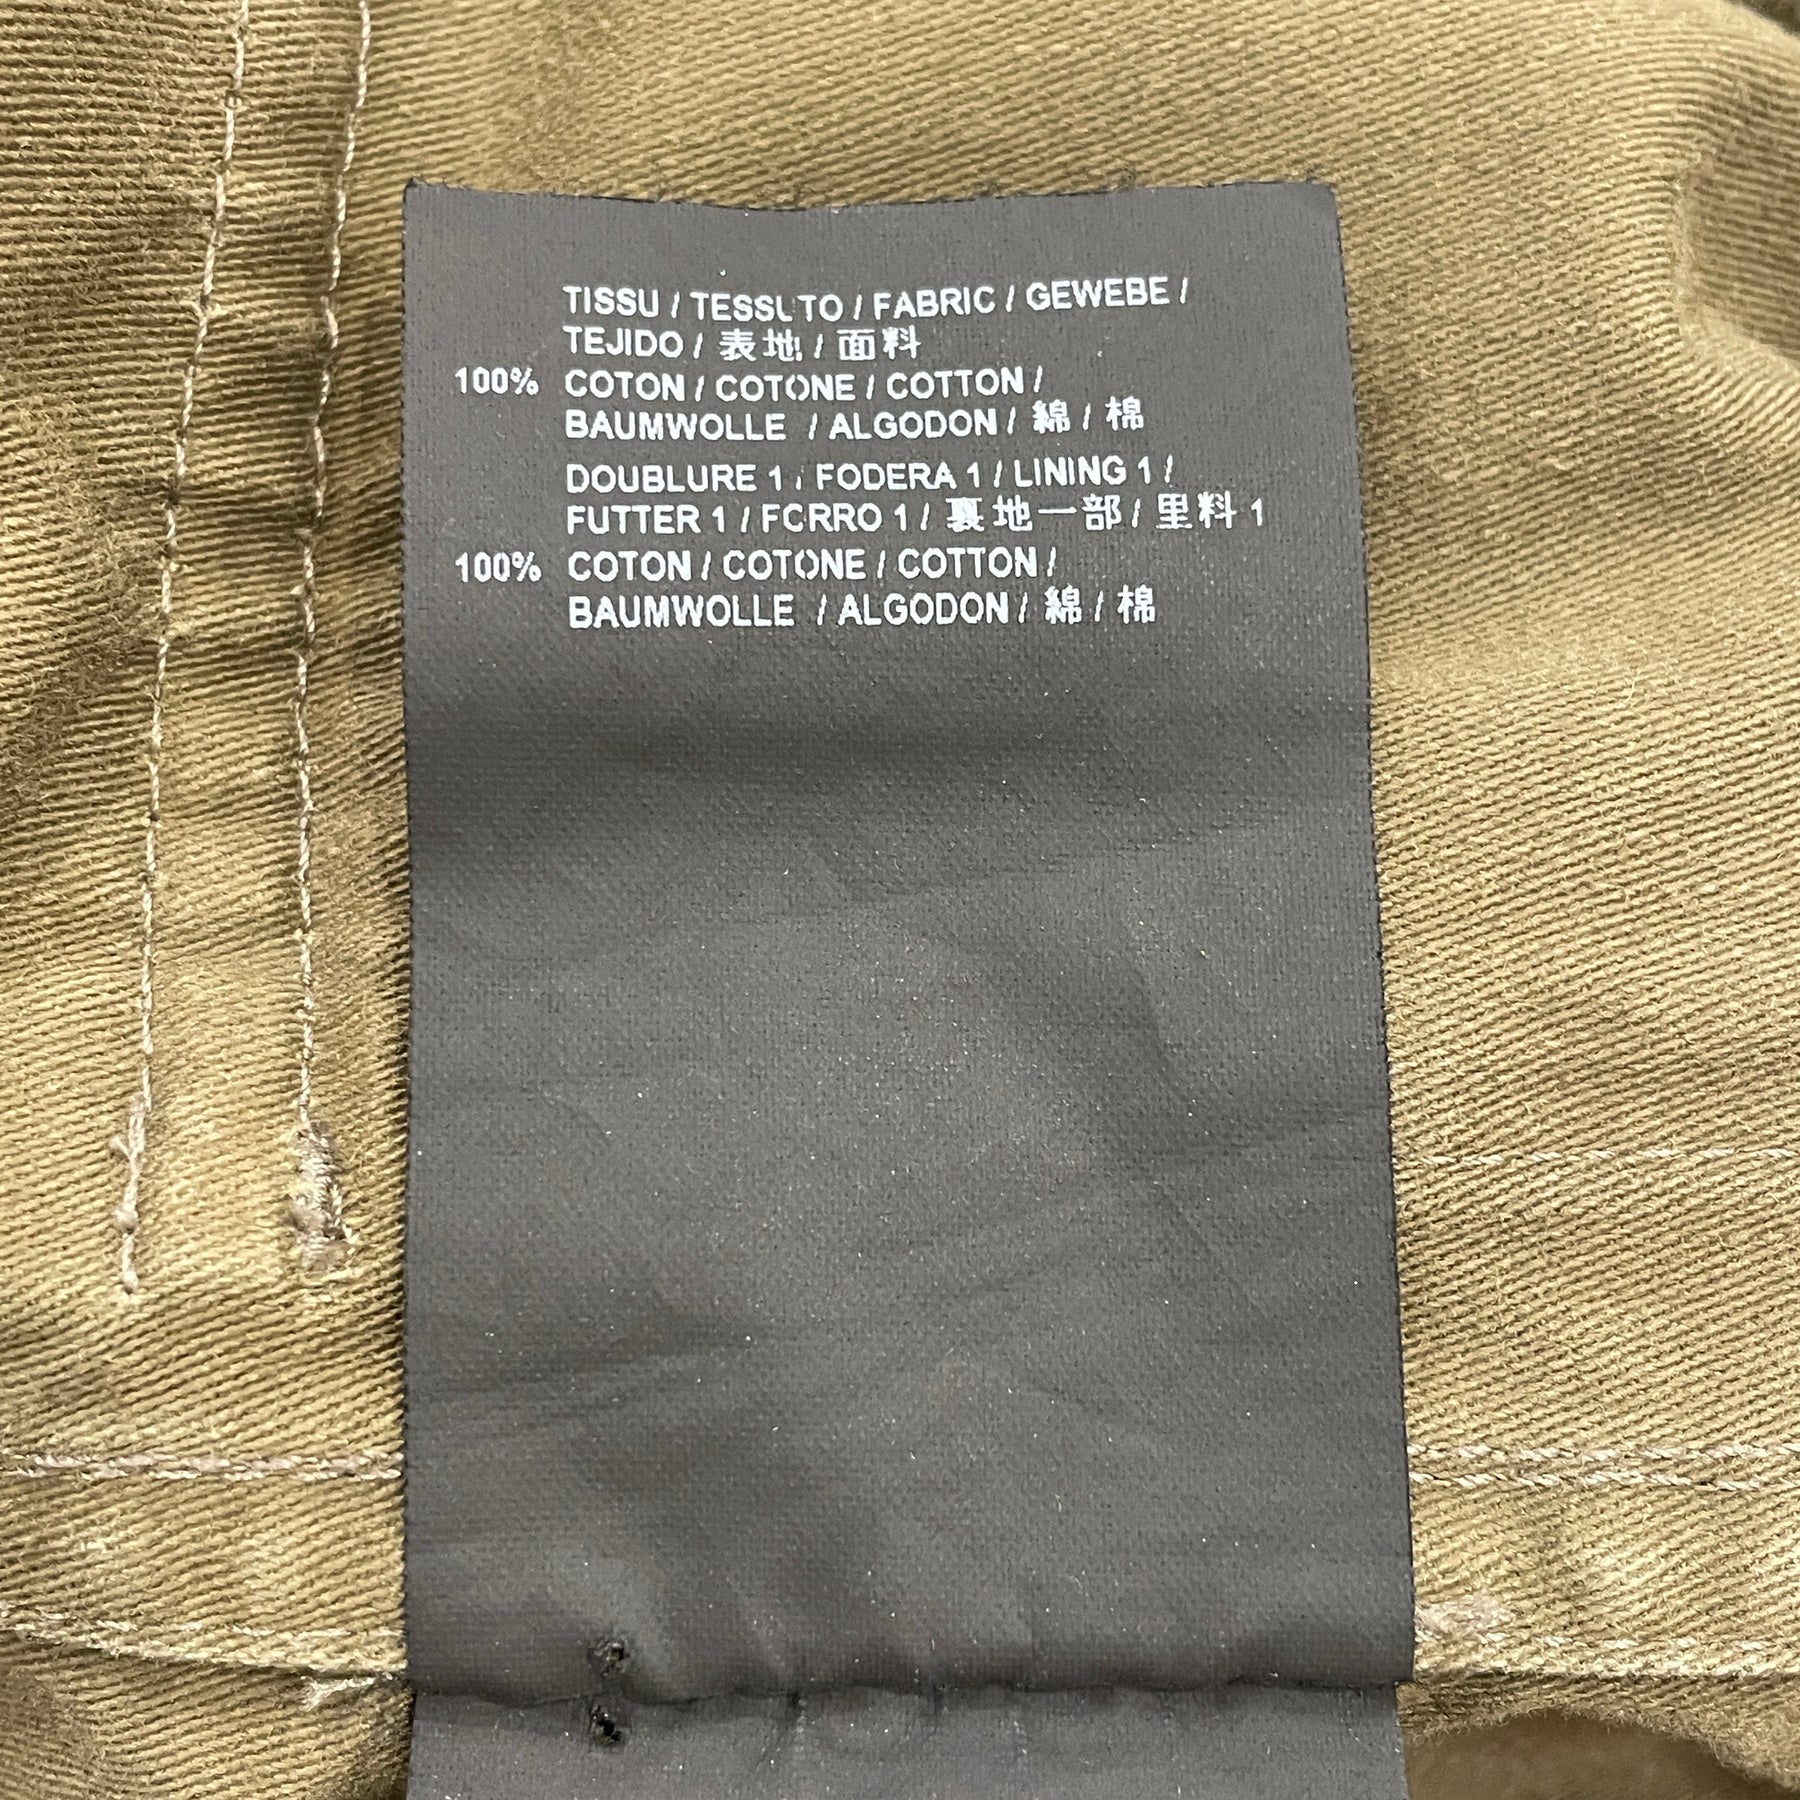 TISSU / TESSUTO / FABRIC / GEWEBE /
TEJIDO / 表地 / 面料
100% COTON / COTONE / COTTON /
BAUMWOLLE / ALGODON / 綿 / 棉
DOUBLURE 1 / FODERA 1 / LINING 1 /
FUTTER 1 / FORRO 1 / 裏地一部 / 里料 1
100% COTON / COTONE / COTTON /
BAUMWOLLE / ALGODON / 綿 / 棉